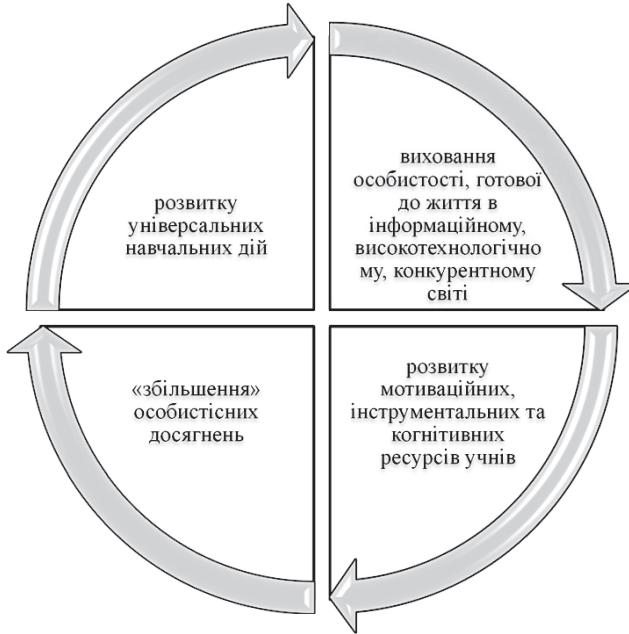 розвитку
універсальних
навчальних дій
виховання
особистості, готової
до життя в
інформаційному,
високотехнологічно
му, конкурентному
світі
«збільшення»
особистісних
досягнень
розвитку
мотиваційних,
інструментальних та
когнітивних
ресурсів учнів